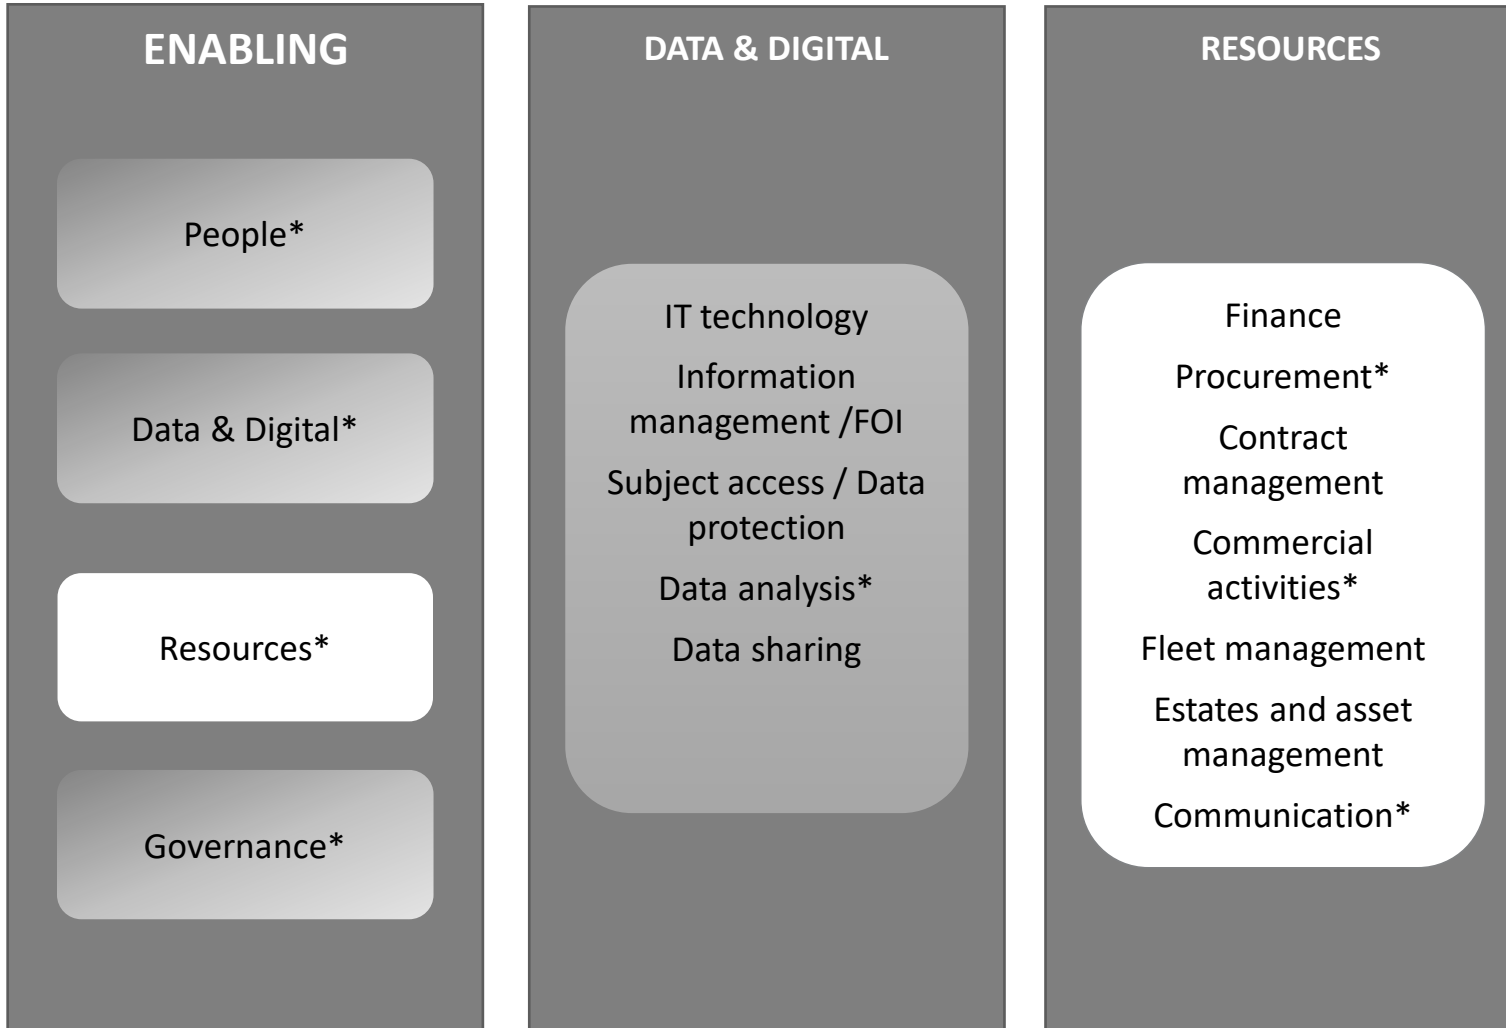 ENABLING
People*
Data & Digital*
Resources*
Governance*
DATA & DIGITAL
IT technology
Information
management /FOI
Subject access / Data
protection
Data analysis*
Data sharing
RESOURCES
Finance
Procurement*
Contract
management
Commercial
activities*
Fleet management
Estates and asset
management
Communication*